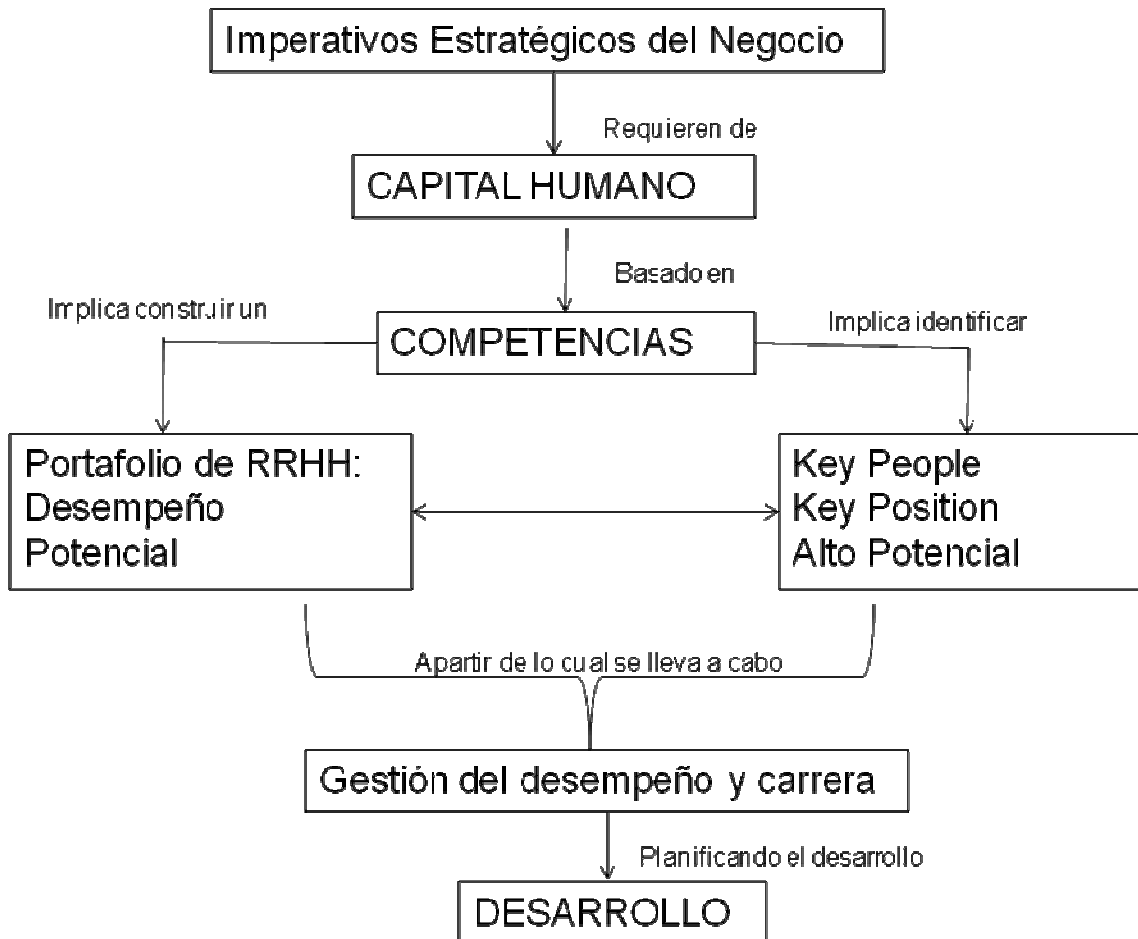 Imperativos Estratégicos del Negocio
Requieren de
CAPITAL HUMANO
Basado en
Implica construir un
Implica identificar
COMPETENCIAS
Portafolio de RRHH:
Desempeño
Potencial
Key People
Key Position
Alto Potencial
Apartir de lo cual se lleva a cabo
Gestión del desempeño y carrera
Planificando el desarrollo
DESARROLLO